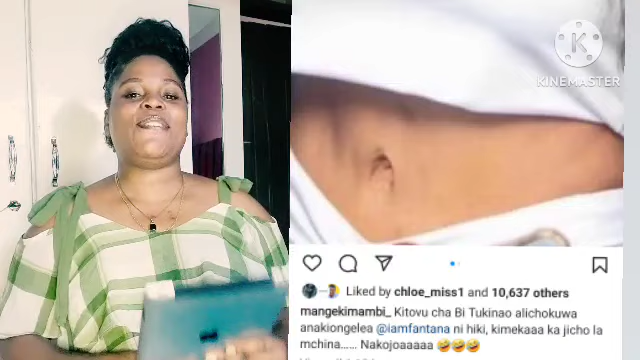 KINEMASTER
Liked by chloe_miss1 and 10,637 others
mangekimambi_ Kitovu cha Bi Tukinao alichokuwa
anakiongelea @iamfantana ni hiki, kimekaaa ka jicho la
mchina...... Nakojoaaaaa 🤣🤣🤣